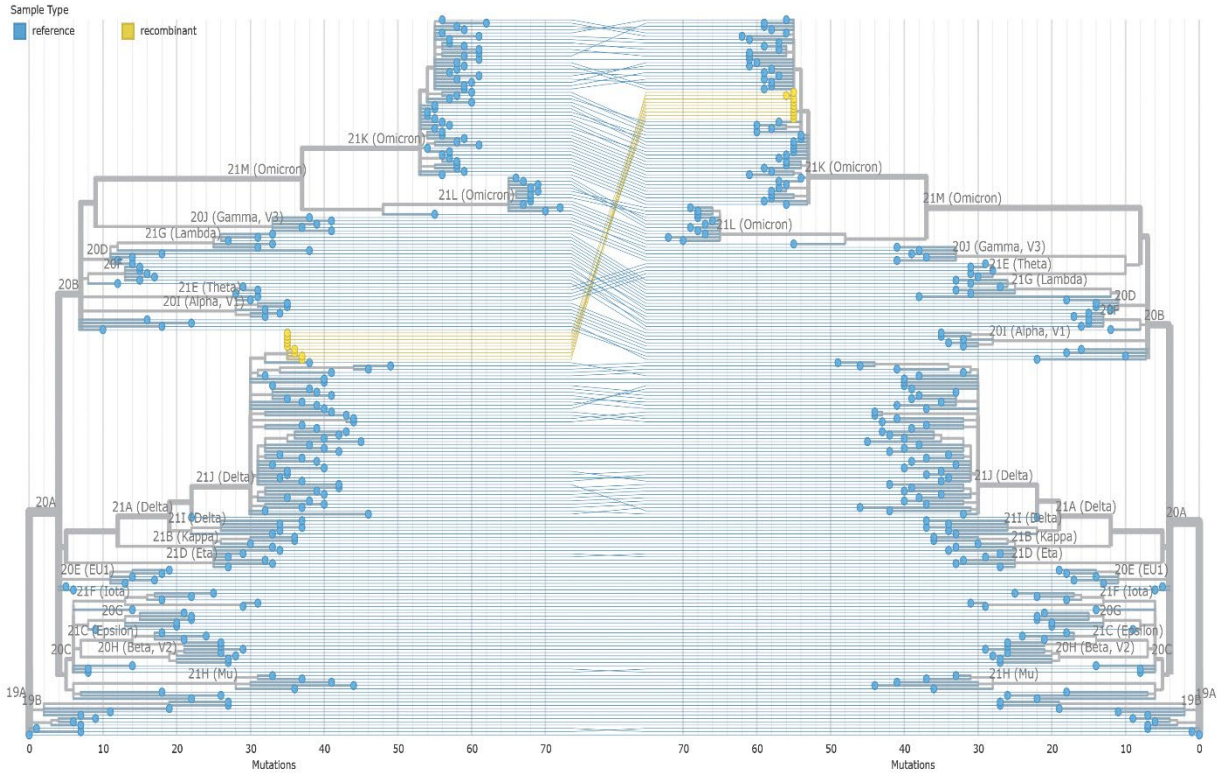 Sample Type
reference
recombinant
21K (Omicron)
21M (Omicron)
21L (Omicron)
20J (Gamma, V3)
21G (Lambda)
20D
20F
20B
21E (Theta)
20I (Alpha, V1)
21J (Delta)
20A
21A (Delta)
21I (Delta)
21B (Kappa)
21D (Eta)
20E (EU1)
21F (Iota)
20G
21C (Epsilon)
20H (Beta, V2)
20C
21H (Mu)
19A
19B
0 10 20 30 40 50 60 70
Mutations
21K (Omicron)
21M (Omicron)
21L (Omicron)
20J (Gamma, V3)
21E (Theta)
21G (Lambda)
20D
20F
20B
20I (Alpha, V1)
21J (Delta)
21A (Delta)
20A
21I (Delta)
21B (Kappa)
21D (Eta)
20E (EU1)
21F (Iota)
20G
21C (Epsilon)
20H (Beta, V2)
20C
21H (Mu)
19A
19B
70 60 50 40 30 20 10 0
Mutations